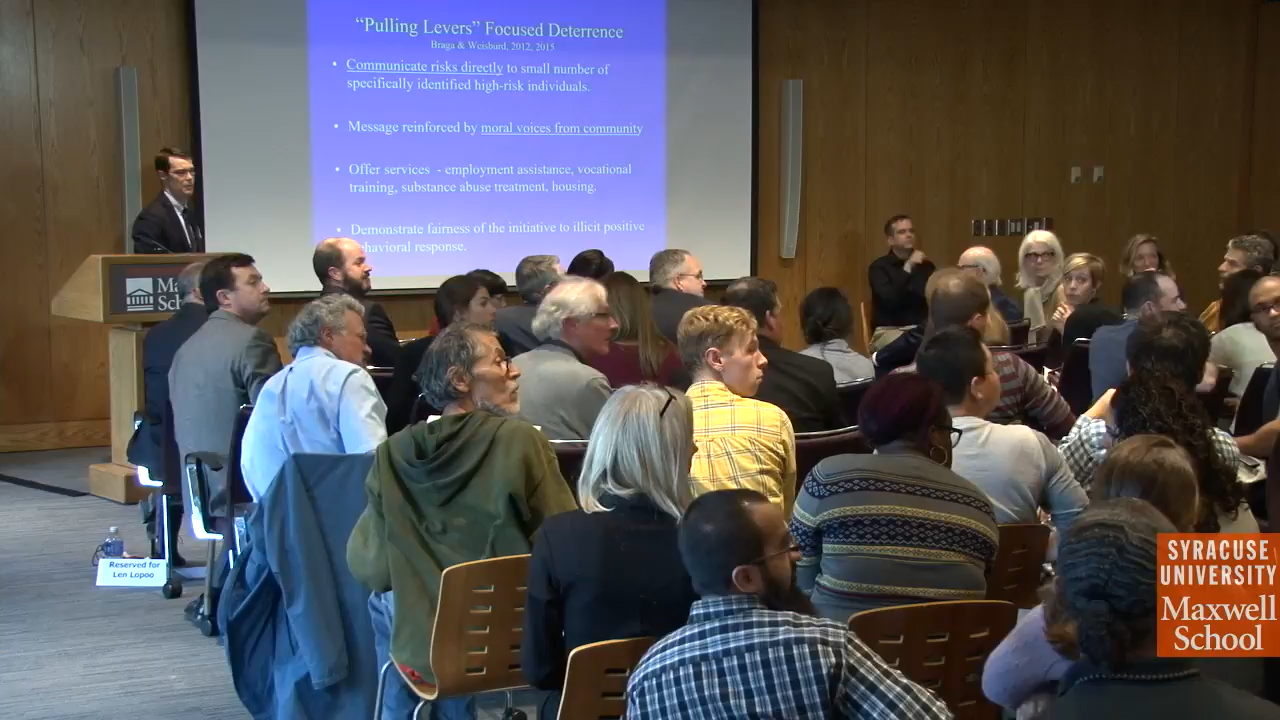 “Pulling Levers” Focused Deterrence
Braga & Weisburd, 2012, 2015
• Communicate risks directly to small number of
specifically identified high-risk individuals.
• Message reinforced by moral voices from community
• Offer services - employment assistance, vocational
training, substance abuse treatment, housing.
• Demonstrate fairness of the initiative to illicit positive
response.
Reserved for
Len Lopoo
SYRACUSE
UNIVERSITY
Maxwell
School